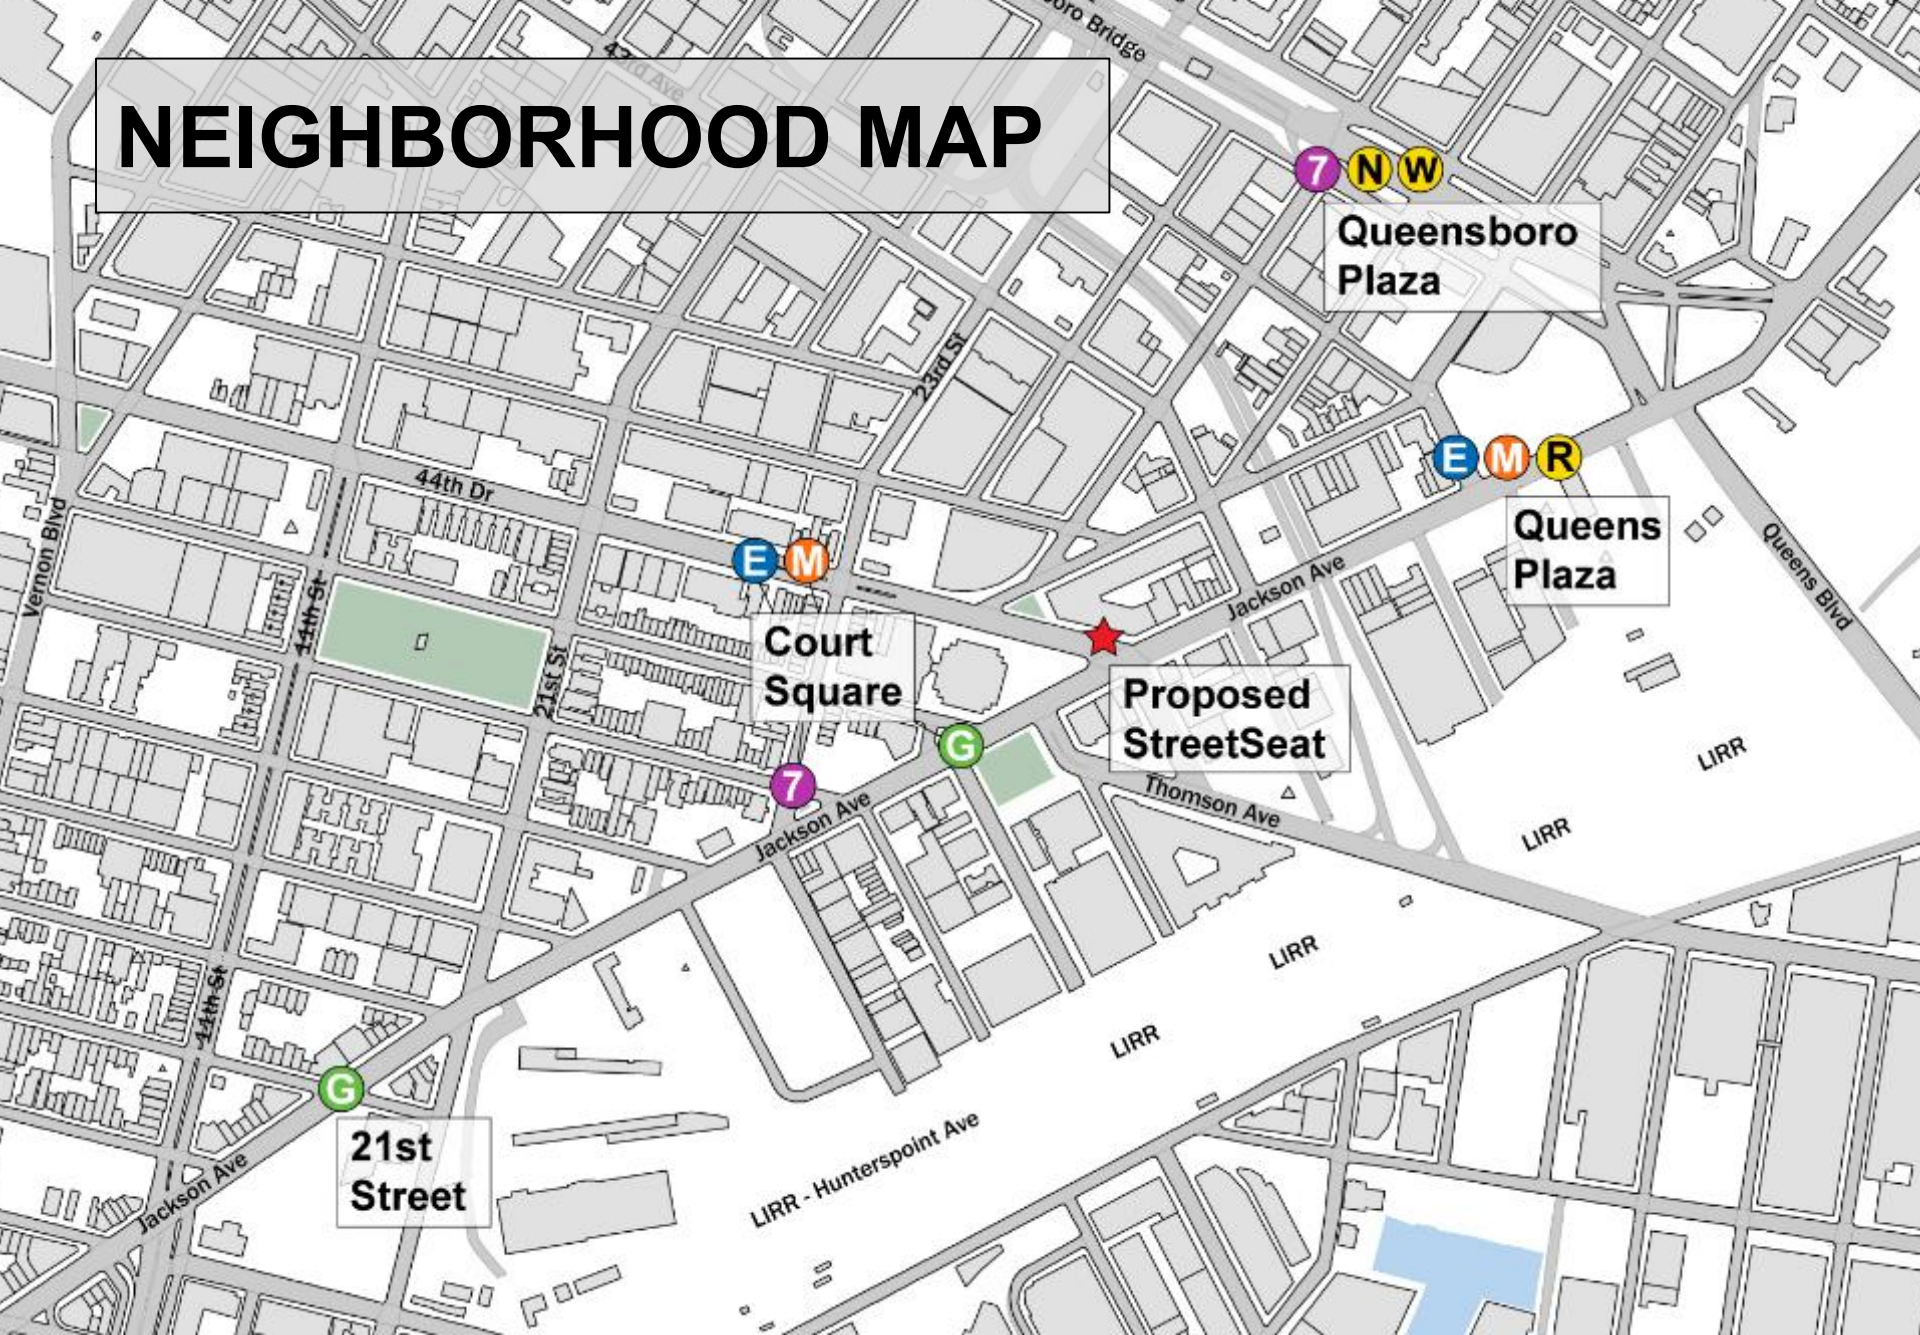 oro Bridge
43rd Ave
NEIGHBORHOOD MAP
7 N W
Queensboro
Plaza
23rd St
E M R
Queens
Plaza
44th Dr
Vernon Blvd
11th St
21st St
E M
Court
Square
Jackson Ave
Queens Blvd
Proposed
StreetSeat
G
7
Jackson Ave
Thomson Ave
LIRR
LIRR
LIRR
LIRR
11th St
G
21st
Street
Jackson Ave
LIRR - Hunterspoint Ave